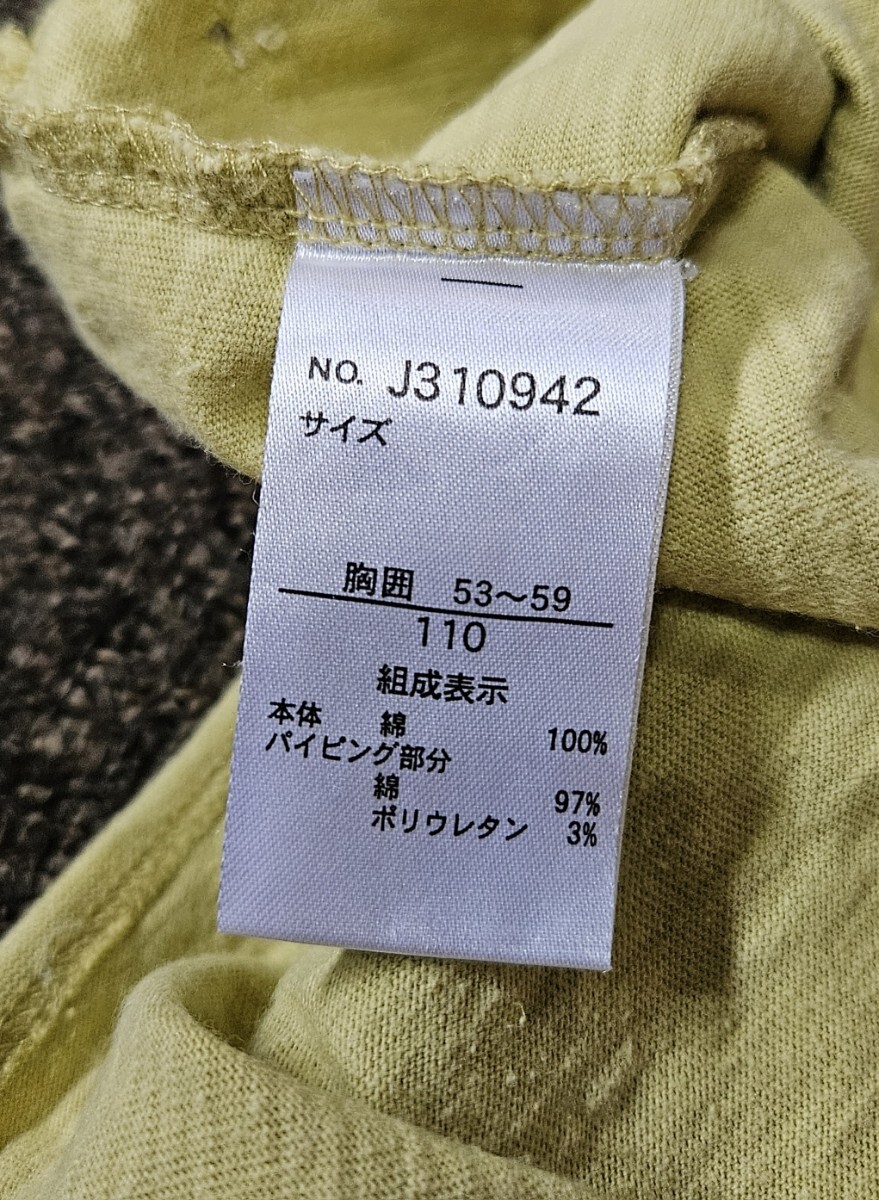 NO. J310942
サイズ
胸囲 53～59
110
組成表示
本体 綿 100%
パイピング部分
綿 97%
ポリウレタン 3%